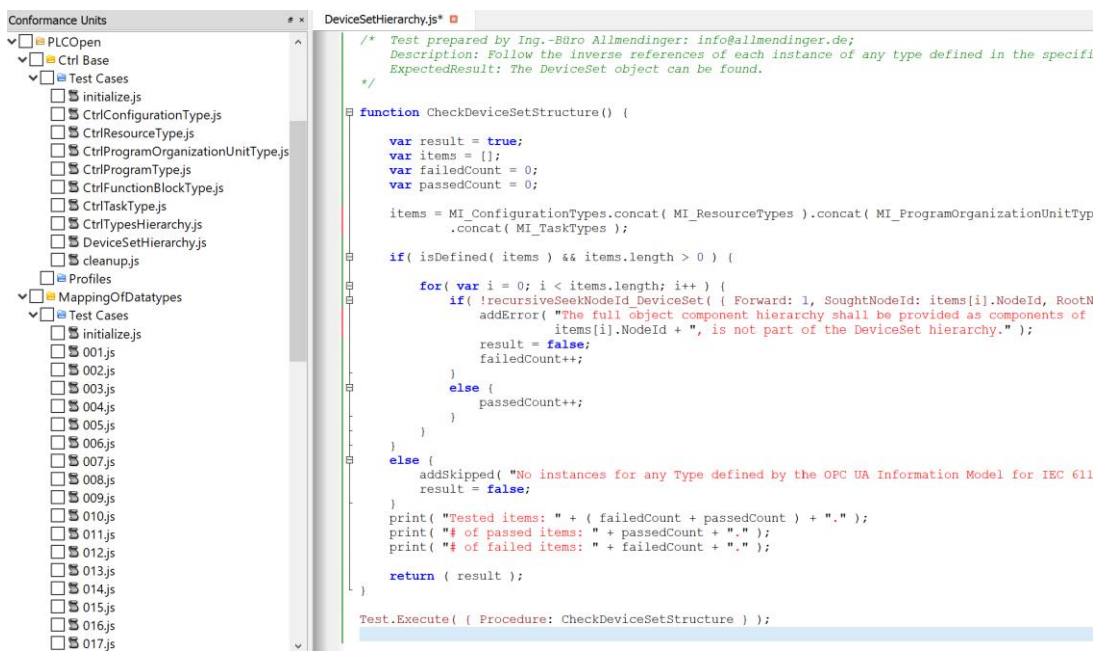 Conformance Units
PLCOpen
Ctrl Base
Test Cases
initialize.js
CtrlConfigurationType.js
CtrlResourceType.js
CtrlProgramOrganizationUnitType.js
CtrlProgramType.js
CtrlFunctionBlockType.js
CtrlTaskType.js
CtrlTypesHierarchy.js
DeviceSetHierarchy.js
cleanup.js
Profiles
MappingOfDatatypes
Test Cases
initialize.js
001.js
002.js
003.js
004.js
005.js
006.js
007.js
008.js
009.js
010.js
011.js
012.js
013.js
014.js
015.js
016.js
017.js
DeviceSetHierarchy.js*
/* Test prepared by Ing.-Büro Allmendinger: info@allmendinger.de;
Description: Follow the inverse references of each instance of any type defined in the specifi
ExpectedResult: The DeviceSet object can be found.
*/
function CheckDeviceSetStructure() {
var result = true;
var items = [];
var failedCount = 0;
var passedCount = 0;
items = MI_ConfigurationTypes.concat( MI_ResourceTypes ).concat( MI_ProgramOrganizationUnitTyp
.concat( MI_TaskTypes );
if( isDefined( items ) && items.length > 0 ) {
for( var i = 0; i < items.length; i++ ) {
if( !recursiveSeekNodeId_DeviceSet( { Forward: 1, SoughtNodeId: items[i].NodeId, RootN
addError( "The full object component hierarchy shall be provided as components of
items[i].NodeId + ", is not part of the DeviceSet hierarchy." );
result = false;
failedCount++;
}
else {
passedCount++;
}
}
}
else {
addSkipped( "No instances for any Type defined by the OPC UA Information Model for IEC 611
result = false;
}
print( "Tested items: " + ( failedCount + passedCount ) + "." );
print( "# of passed items: " + passedCount + "." );
print( "# of failed items: " + failedCount + "." );
return ( result );
}
Test.Execute( { Procedure: CheckDeviceSetStructure } );